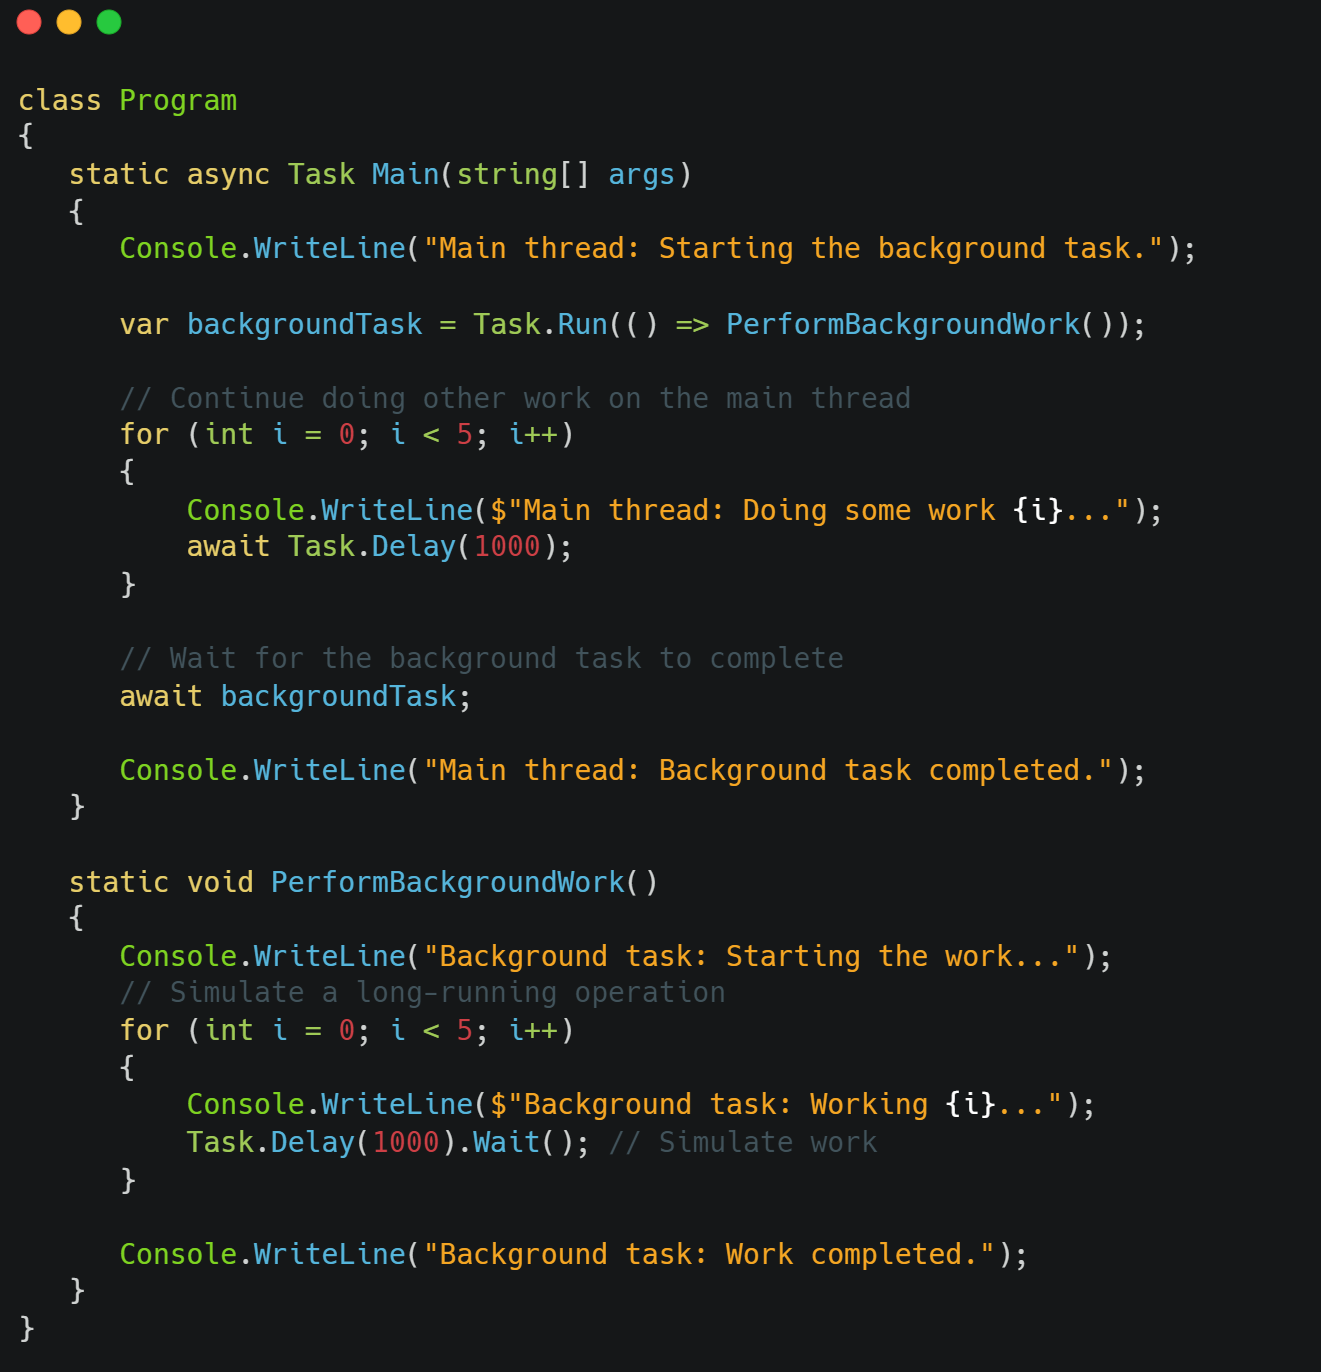 class Program
{
   static async Task Main(string[] args)
   {
      Console.WriteLine("Main thread: Starting the background task.");

      var backgroundTask = Task.Run(() => PerformBackgroundWork());

      // Continue doing other work on the main thread
      for (int i = 0; i < 5; i++)
      {
          Console.WriteLine($"Main thread: Doing some work {i}...");
          await Task.Delay(1000);
      }

      // Wait for the background task to complete
      await backgroundTask;

      Console.WriteLine("Main thread: Background task completed.");
   }

   static void PerformBackgroundWork()
   {
      Console.WriteLine("Background task: Starting the work...");
      // Simulate a long-running operation
      for (int i = 0; i < 5; i++)
      {
          Console.WriteLine($"Background task: Working {i}...");
          Task.Delay(1000).Wait(); // Simulate work
      }

      Console.WriteLine("Background task: Work completed.");
   }
}